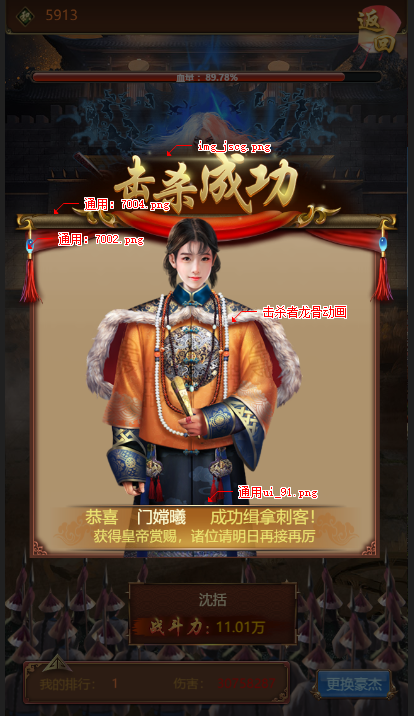 5913
返回
血量：89.78%
img_jscg.png
击杀成功
通用：7004.png
通用：7002.png
击杀者龙骨动画
通用ui_91.png
恭喜 门嫦曦 成功缉拿刺客！
获得皇帝赏赐，诸位请明日再接再厉
沈括
战斗力：11.01万
我的排行： 1 伤害：
更换豪杰